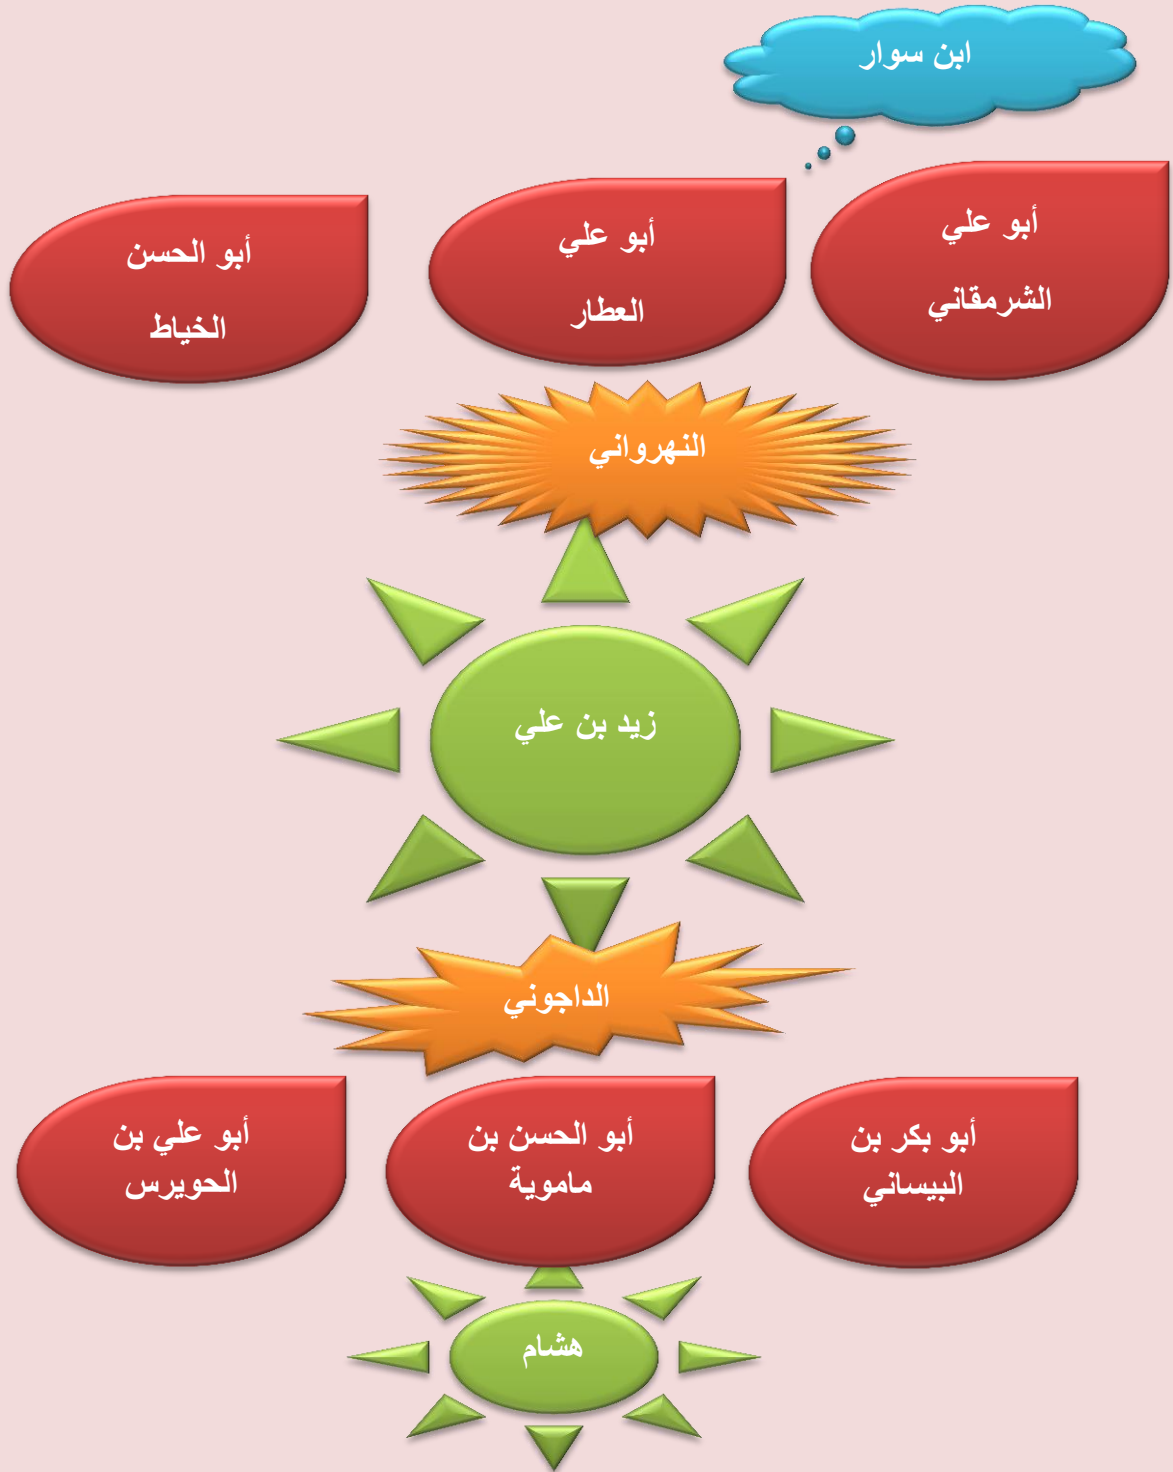 ابن سوار
أبو علي
الشرمقاني
أبو علي
العطار
أبو الحسن
الخياط
النهرواني
زيد بن علي
الداجوني
أبو بكر بن
البيساني
أبو الحسن بن
ماموية
أبو علي بن
الحويرس
هشام